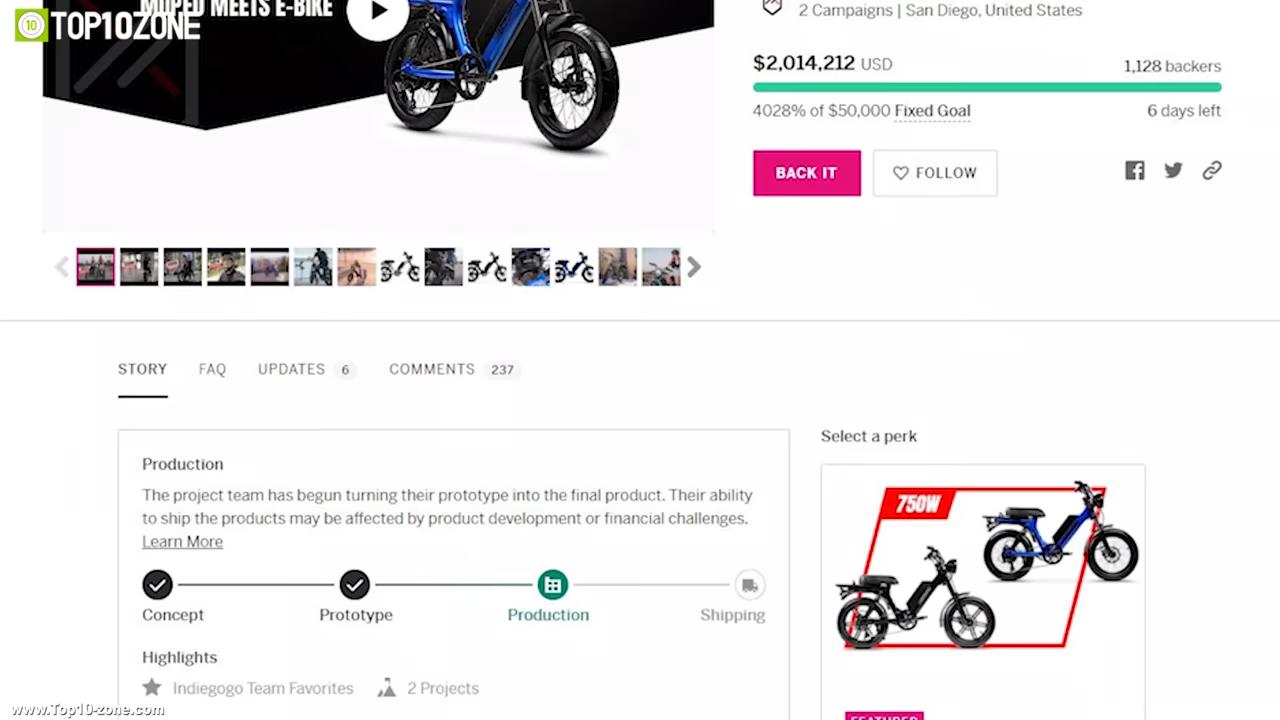 MOPED MEETS E-BIKE
10
TOP10ZONE
2 Campaigns | San Diego, United States
$2,014,212 USD
1,128 backers
4028% of $50,000 Fixed Goal
6 days left
BACK IT
FOLLOW
STORY
FAQ
UPDATES 6
COMMENTS 237
Production
The project team has begun turning their prototype into the final product. Their ability
to ship the products may be affected by product development or financial challenges.
Learn More
Concept
Prototype
Production
Shipping
Highlights
Indiegogo Team Favorites
2 Projects
Select a perk
750W
FEATURED
www.Top10-zone.com